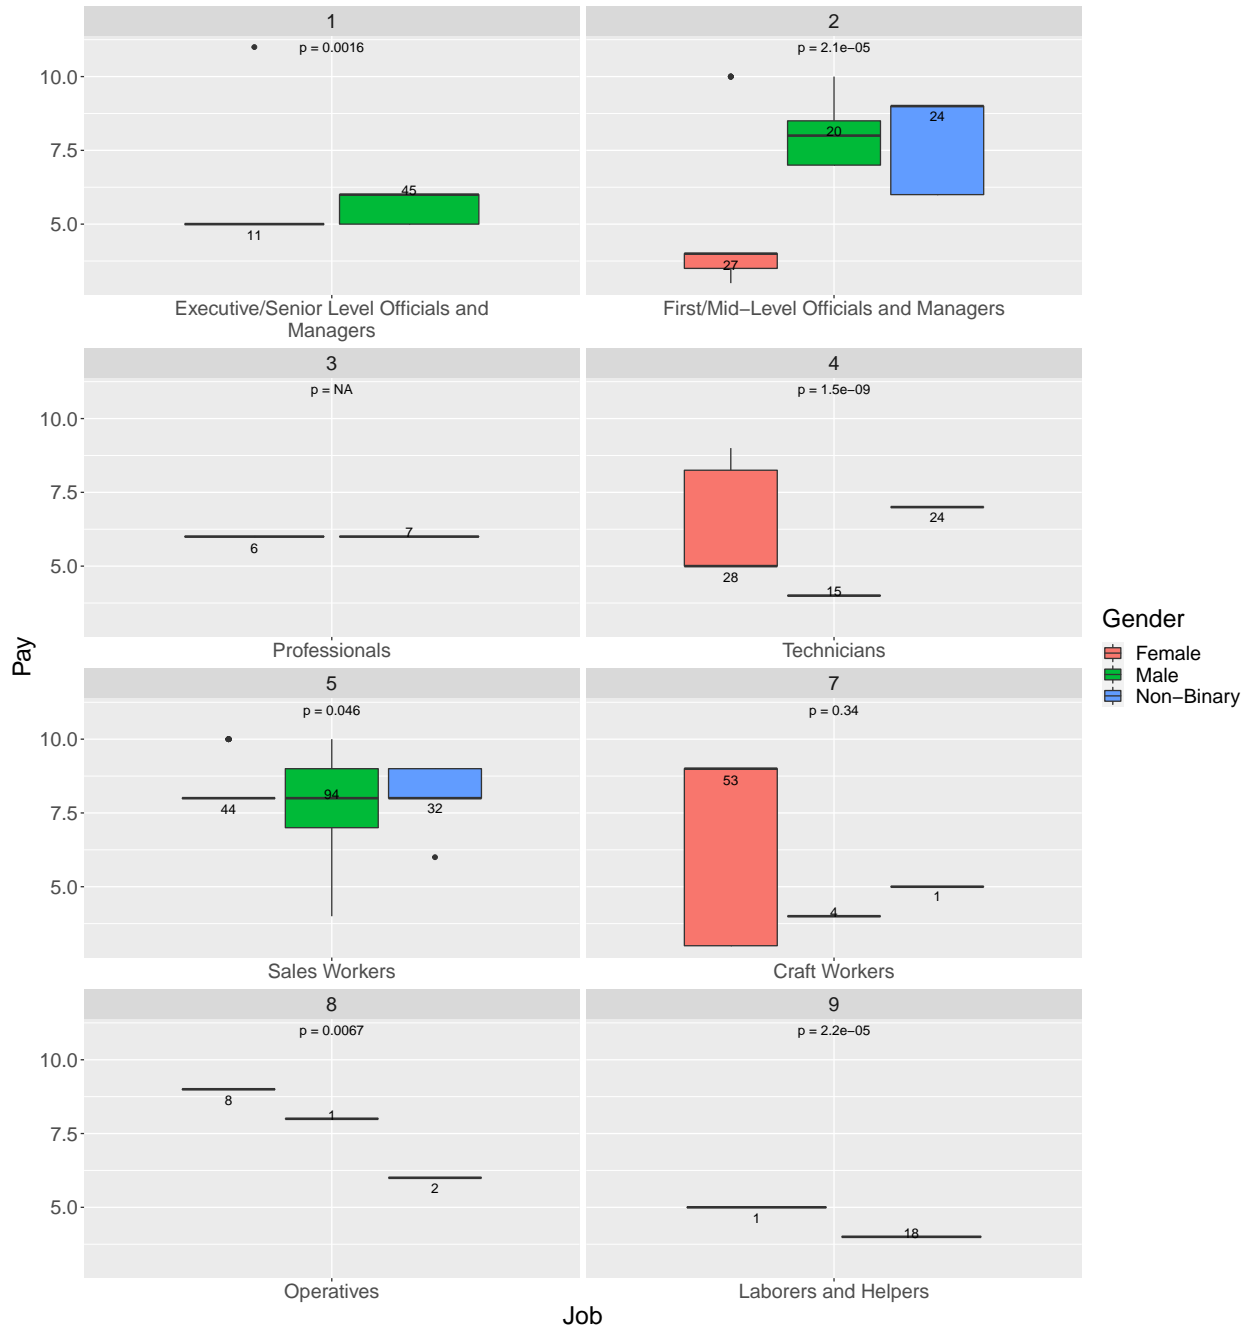 1
2
p = 0.0016
p = 2.1e−05
10.0
7.5
5.0
45
11
20
24
27
Executive/Senior Level Officials and
Managers
First/Mid−Level Officials and Managers
3
4
p = NA
p = 1.5e−09
10.0
7.5
5.0
6
7
28
15
24
Professionals
Technicians
5
7
p = 0.046
p = 0.34
10.0
7.5
5.0
44
94
32
53
4
1
Sales Workers
Craft Workers
8
9
p = 0.0067
p = 2.2e−05
10.0
7.5
5.0
8
1
2
1
18
Operatives
Laborers and Helpers
Job
Pay
Gender
Female
Male
Non−Binary